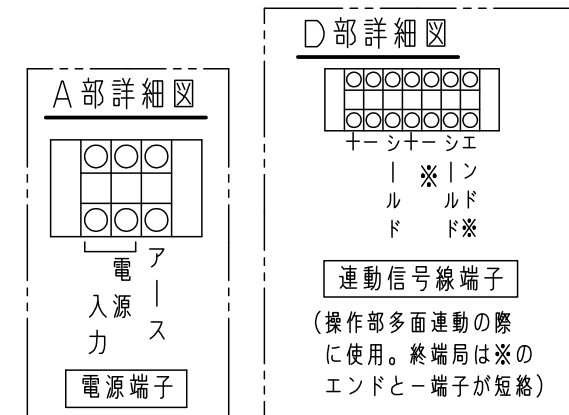 A部詳細図
電源入力
アース
電源端子
D部詳細図
+
−
シールド
+
−
※
シールド
エンド※
連動信号線端子
(操作部多面連動の際
に使用。終端局は※の
エンドと−端子が短絡)